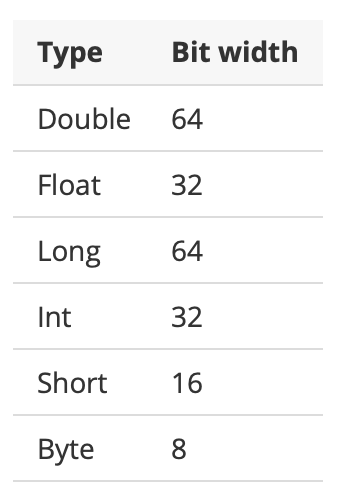 Type Bit width
Double 64
Float 32
Long 64
Int 32
Short 16
Byte 8